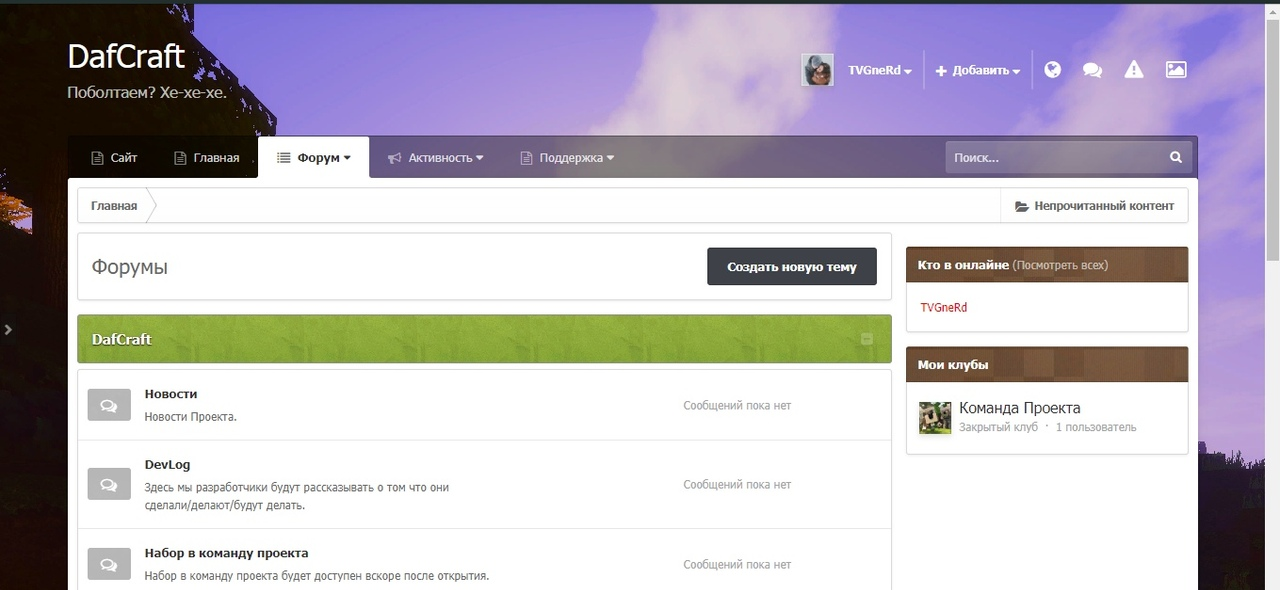 DafCraft
Поболтаем? Хе-хе-хе.
TVGneRd
Добавить
Сайт
Главная
Форум
Активность
Поддержка
Поиск...
Главная
Непрочитанный контент
Форумы
Создать новую тему
DafCraft
Новости
Новости Проекта.
Сообщений пока нет
DevLog
Здесь мы разработчики будут рассказывать о том что они
сделали/делают/будут делать.
Сообщений пока нет
Набор в команду проекта
Набор в команду проекта будет доступен вскоре после открытия.
Сообщений пока нет
Кто в онлайне (Посмотреть всех)
TVGneRd
Мои клубы
Команда Проекта
Закрытый клуб · 1 пользователь